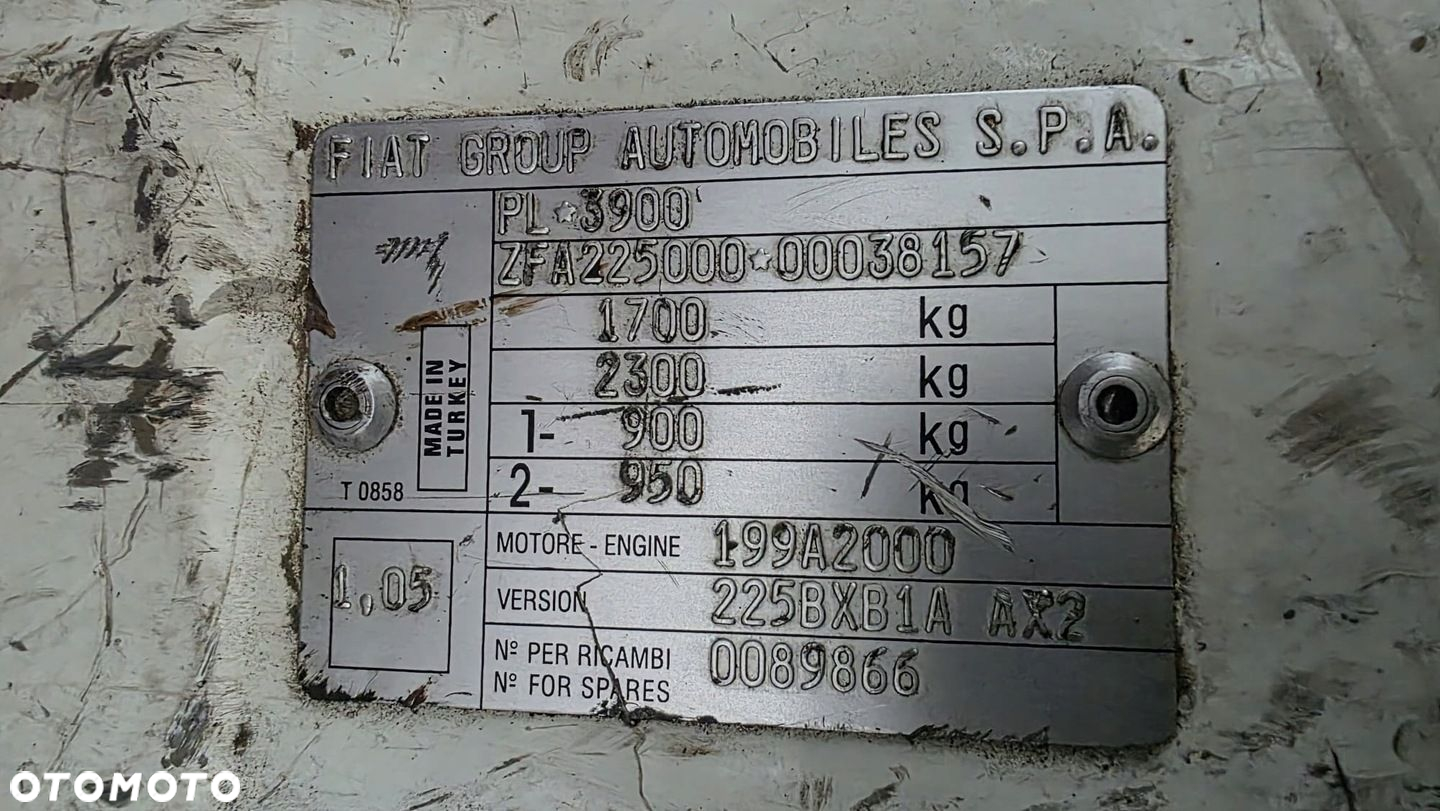 FIAT GROUP AUTOMOBILES S.P.A.
PL*3900
ZFA225000*00038157
1700 kg
2300 kg
1- 900 kg
2- 950 kg
MADE IN
TURKEY
T 0858
1,05
MOTORE - ENGINE 199A2000
VERSION 225BXB1A AX2
Nº PER RICAMBI
Nº FOR SPARES
0089866
OTOMOTO